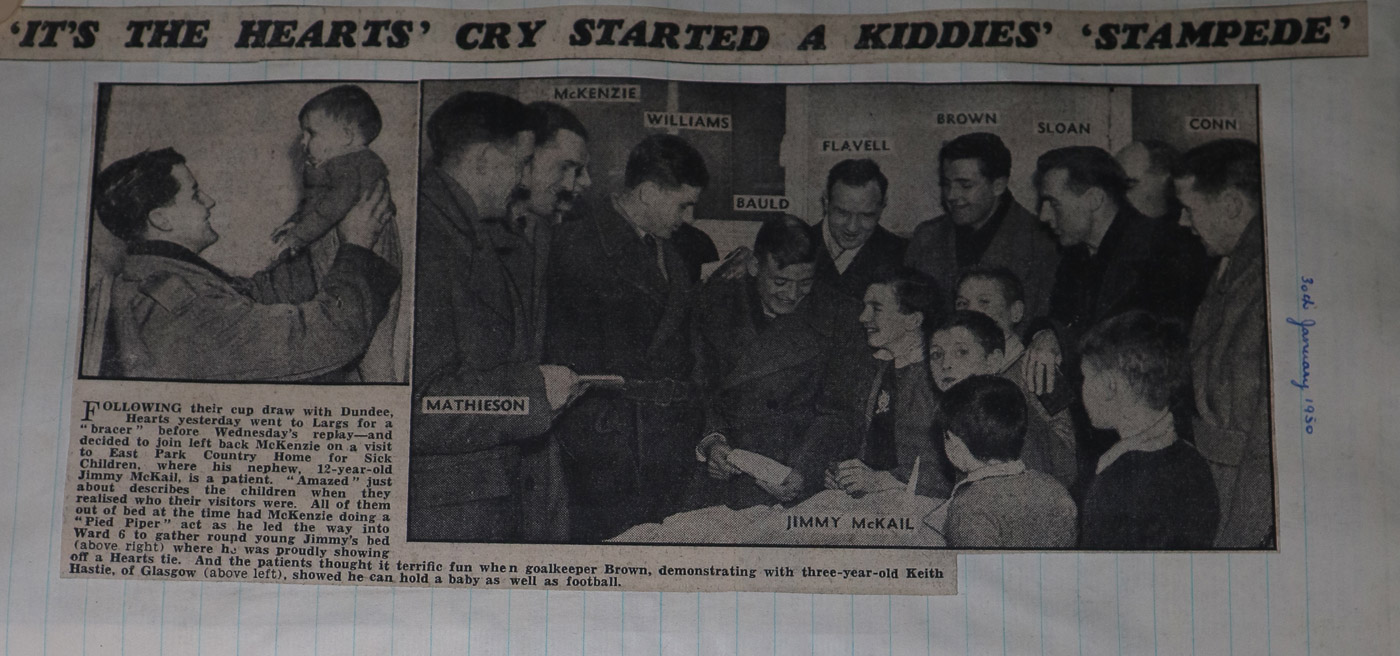 'IT'S THE HEARTS' CRY STARTED A KIDDIES' 'STAMPEDE'
McKENZIE
WILLIAMS
BAULD
FLAVELL
BROWN
SLOAN
CONN
MATHIESON
JIMMY McKAIL
30th January 1950
FOLLOWING their cup draw with Dundee,
Hearts yesterday went to Largs for a
"bracer" before Wednesday's replay—and
decided to join left back McKenzie on a visit
to East Park Country Home for Sick
Children, where his nephew, 12-year-old
Jimmy McKail, is a patient. "Amazed" just
about describes the children when they
realised who their visitors were. All of them
out of bed at the time had McKenzie doing a
"Pied Piper" act as he led the way into
Ward 6 to gather round young Jimmy's bed
(above right) where he was proudly showing
off a Hearts tie. And the patients thought it terrific fun when goalkeeper Brown, demonstrating with three-year-old Keith
Hastie, of Glasgow (above left), showed he can hold a baby as well as football.